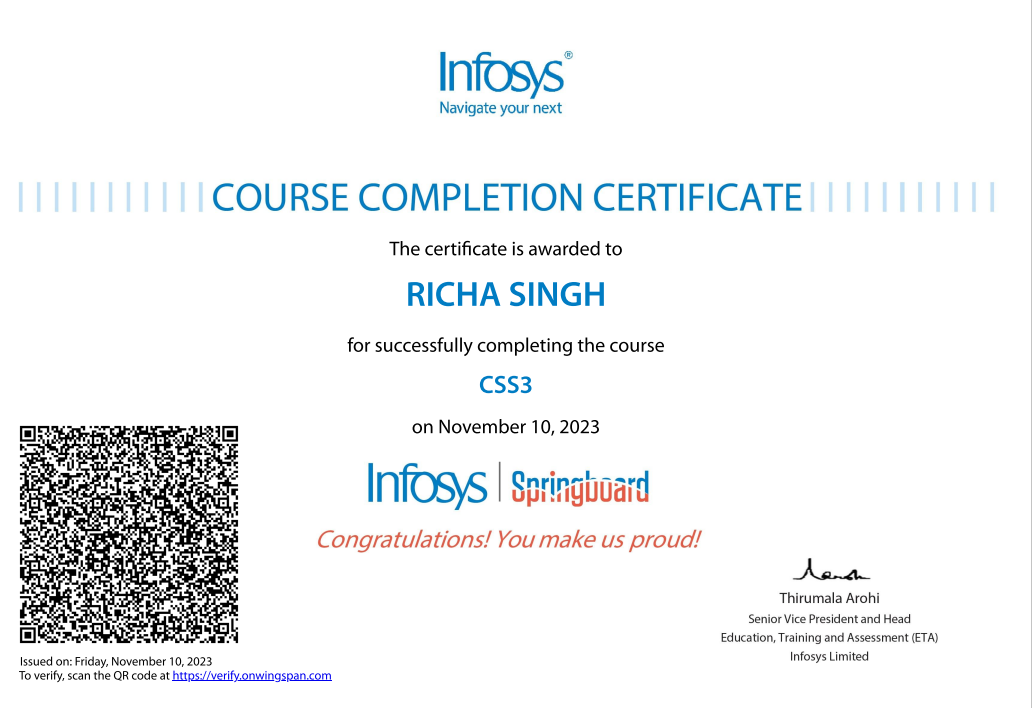 Infosys®
Navigate your next
COURSE COMPLETION CERTIFICATE
The certificate is awarded to
RICHA SINGH
for successfully completing the course
CSS3
on November 10, 2023
Infosys | Springboard
Congratulations! You make us proud!
Thirumala Arohi
Senior Vice President and Head
Education, Training and Assessment (ETA)
Infosys Limited
Issued on: Friday, November 10, 2023
To verify, scan the QR code at https://verify.onwingspan.com